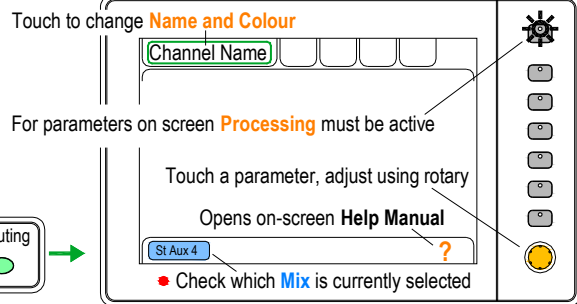 Touch to change Name and Colour
Channel Name
For parameters on screen Processing must be active
Touch a parameter, adjust using rotary
Opens on-screen Help Manual
uting
St Aux 4
?
Check which Mix is currently selected